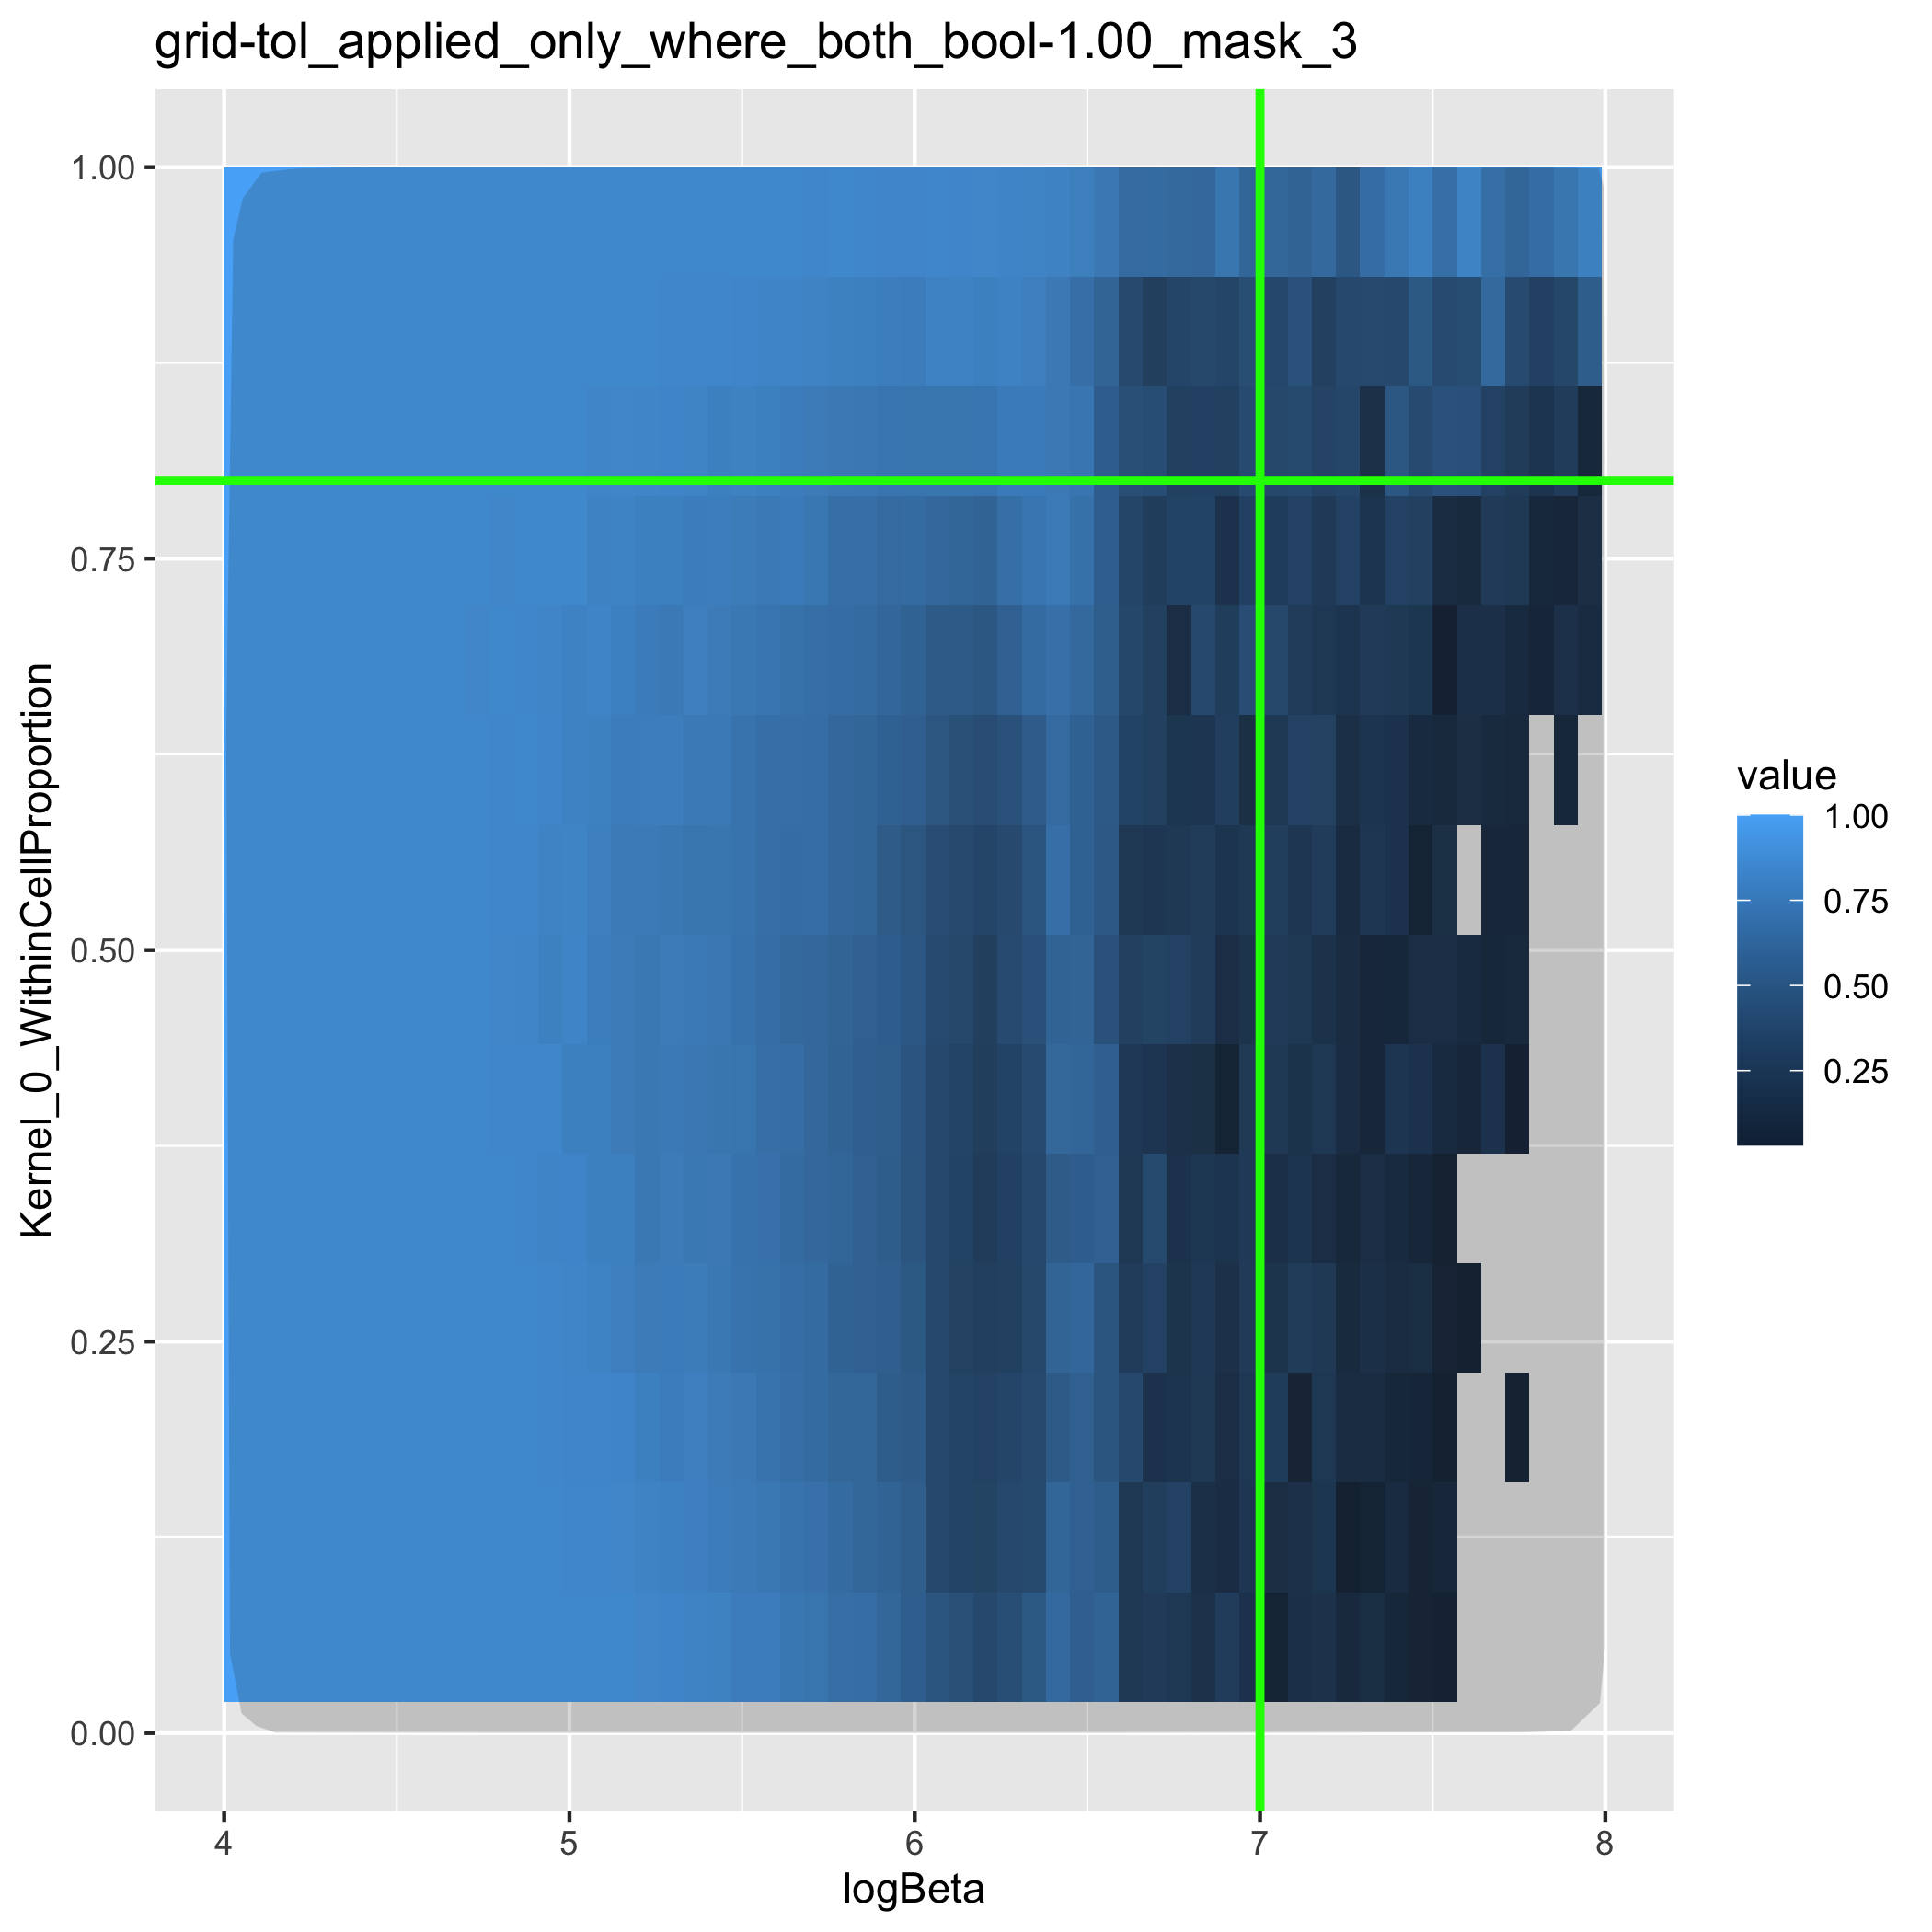 grid-tol_applied_only_where_both_bool-1.00_mask_3
1.00
0.75
0.50
0.25
0.00
Kernel_0_WithinCellProportion
4 5 6 7 8
logBeta
value
1.00
0.75
0.50
0.25